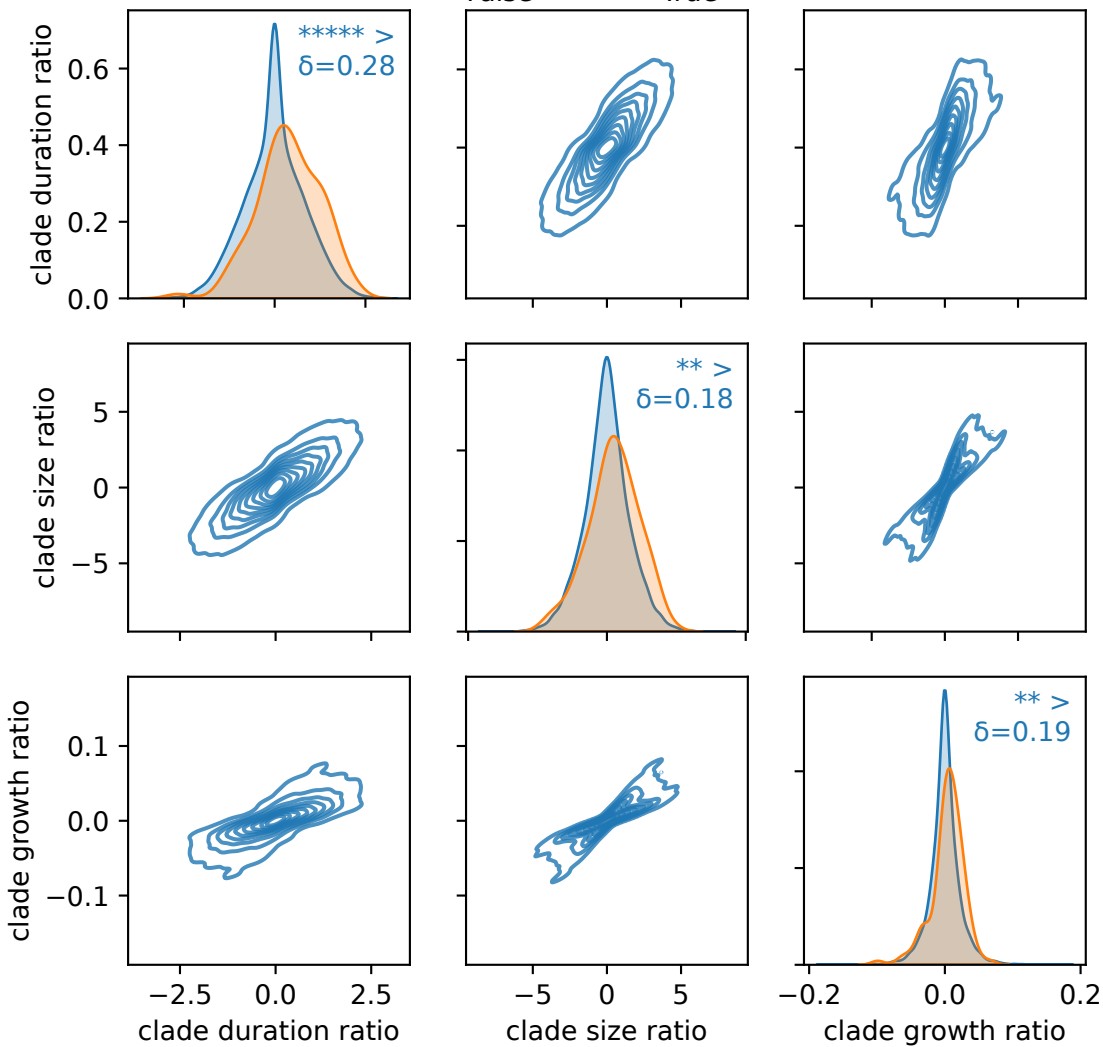 clade duration ratio
0.6
0.4
0.2
0.0
***** >
δ=0.28
clade size ratio
5
0
−5
** >
δ=0.18
clade growth ratio
0.1
0.0
−0.1
** >
δ=0.19
−2.5 0.0 2.5
−5 0 5
−0.2 0.0 0.2
clade duration ratio
clade size ratio
clade growth ratio